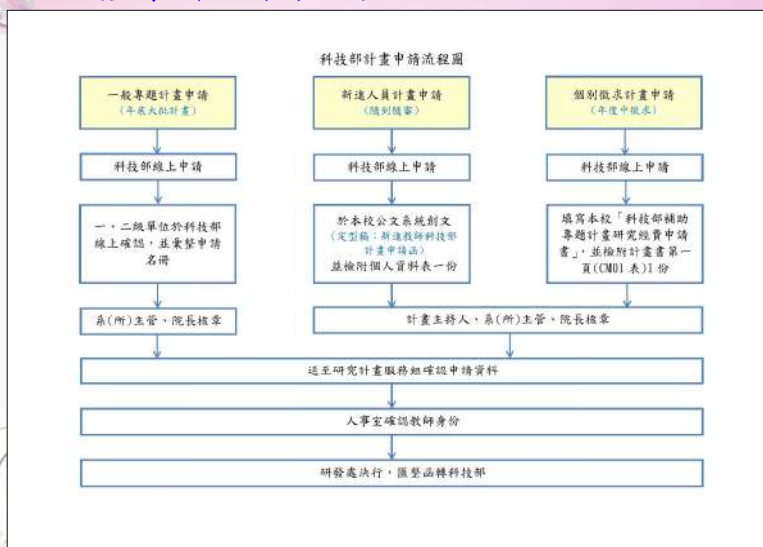 科技部計畫申請流程圖
一般專題計畫申請
(年底大批計畫)
新進人員計畫申請
(隨到隨審)
個別徵求計畫申請
(年度中徵求)
科技部線上申請
科技部線上申請
科技部線上申請
一、二級單位於科技部
線上確認，並彙整申請
名冊
於本校公文系統創文
(定型稿：新進教師科技部
計畫申請函)
並檢附個人資料表一份
填寫本校「科技部補助
專題計畫研究經費申請
書」，並檢附計畫書第一
頁(CM01 表)1 份
系(所)主管、院長核章
計畫主持人、系(所)主管、院長核章
送至研究計畫服務組確認申請資料
人事室確認教師身份
研發處決行，匯整函轉科技部